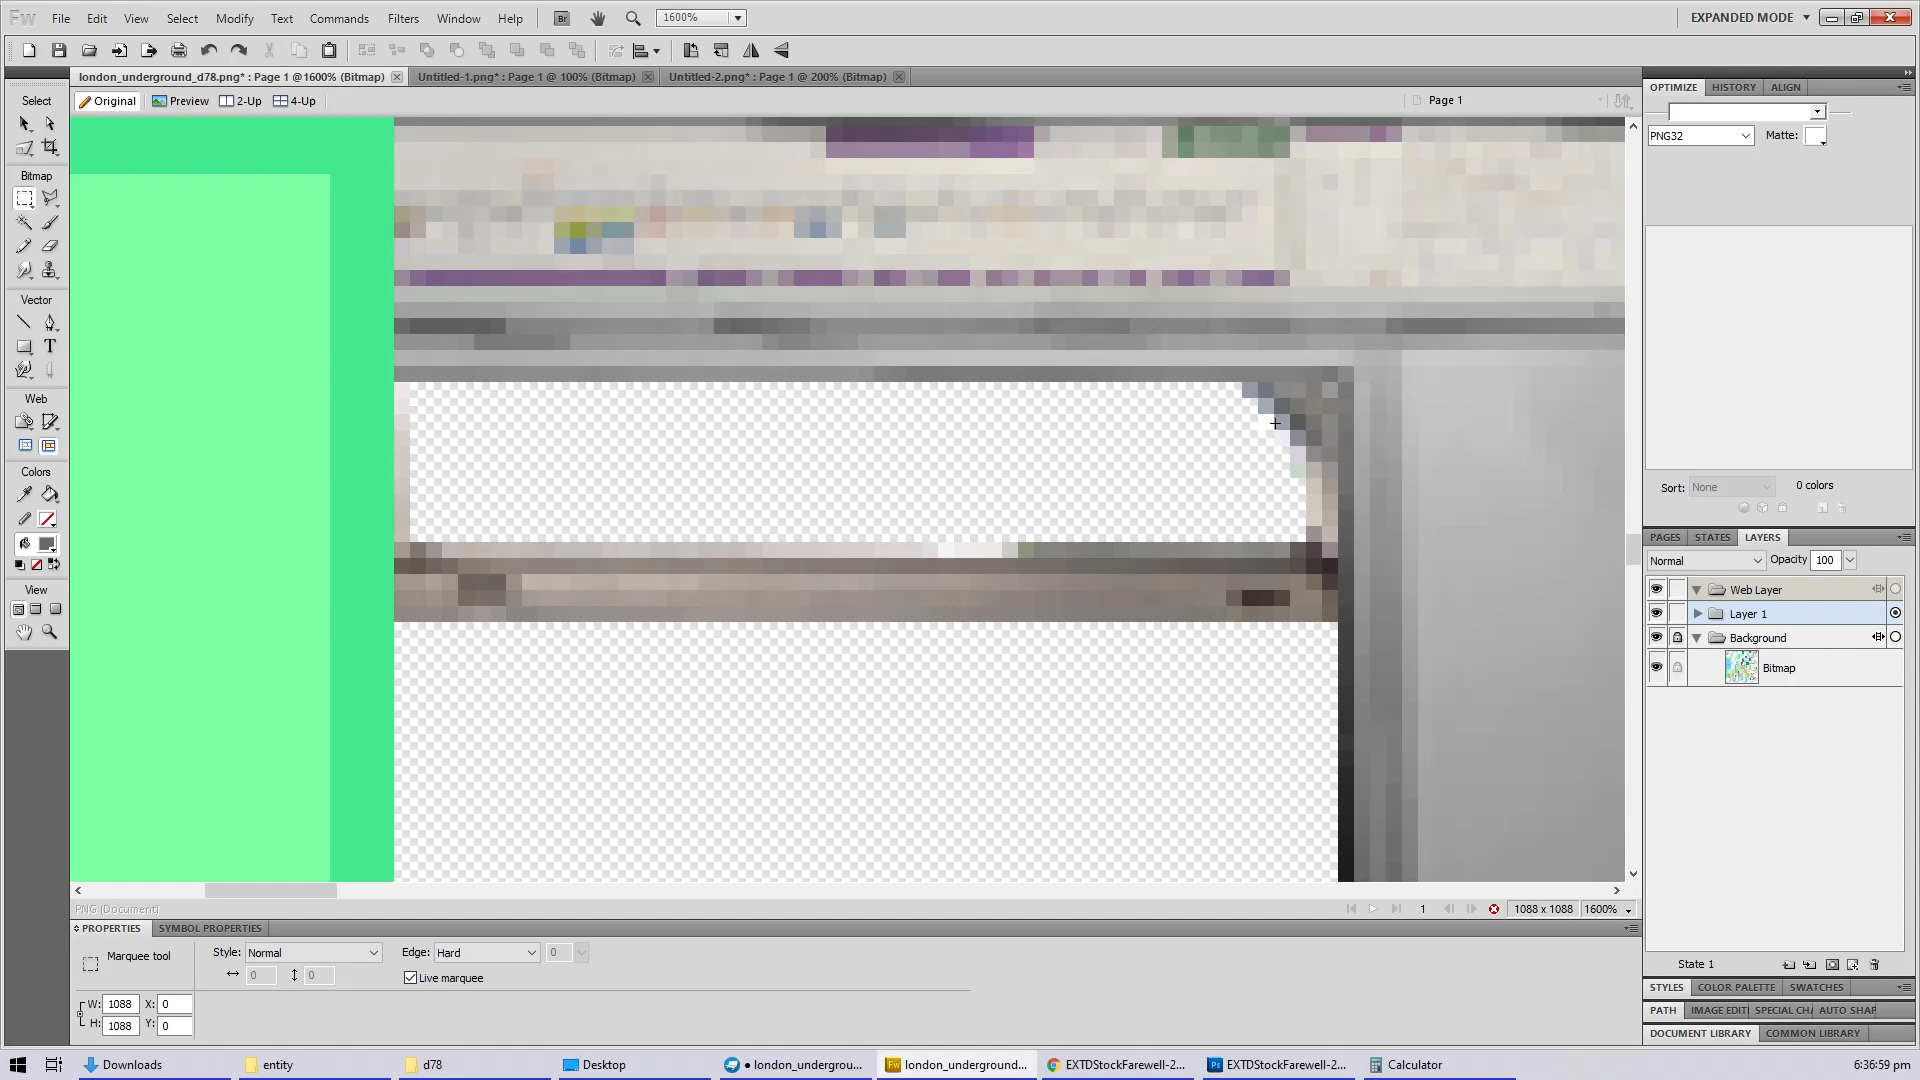 Fw File Edit View Select Modify Text Commands Filters Window Help Br 1600% EXPANDED MODE
london_underground_d78.png* : Page 1 @1600% (Bitmap) Untitled-1.png* : Page 1 @ 100% (Bitmap) Untitled-2.png* : Page 1 @ 200% (Bitmap)
Original Preview 2-Up 4-Up Page 1
Select
Bitmap
Vector
T
Web
Colors
View
OPTIMIZE HISTORY ALIGN
PNG32 Matte:
Sort: None 0 colors
PAGES STATES LAYERS
Normal Opacity 100
Web Layer
Layer 1
Background
Bitmap
State 1
STYLES COLOR PALETTE SWATCHES
PATH IMAGE EDITI SPECIAL CHA AUTO SHAP
DOCUMENT LIBRARY COMMON LIBRARY
PNG (Document) 1 1088 x 1088 1600%
PROPERTIES SYMBOL PROPERTIES
Marquee tool Style: Normal Edge: Hard 0
0 0 Live marquee
W: 1088 X: 0
H: 1088 Y: 0
Downloads entity d78 Desktop • london_undergrou... london_underground... EXTDStockFarewell-2... Ps EXTDStockFarewell-2... Calculator 6:36:59 pm